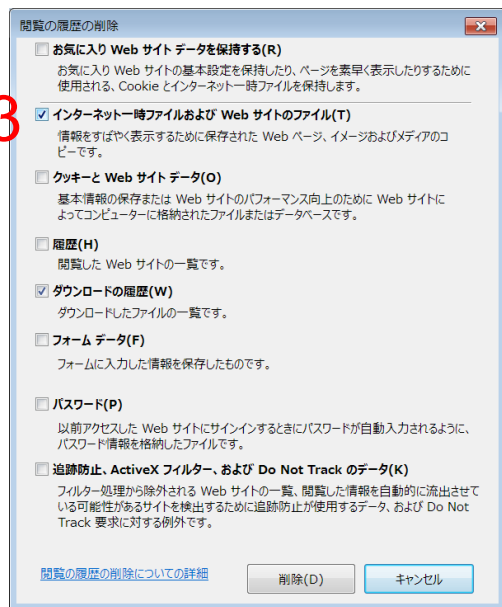 閲覧の履歴の削除
お気に入り Web サイト データを保持する(R)
お気に入り Web サイトの基本設定を保持したり、ページを素早く表示したりするために
使用される、Cookie とインターネット一時ファイルを保持します。
3
インターネット一時ファイルおよび Web サイトのファイル(T)
情報をすばやく表示するために保存された Web ページ、イメージおよびメディアのコ
ピーです。
クッキーと Web サイト データ(O)
基本情報の保存または Web サイトのパフォーマンス向上のために Web サイトに
よってコンピューターに格納されたファイルまたはデータベースです。
履歴(H)
閲覧した Web サイトの一覧です。
ダウンロードの履歴(W)
ダウンロードしたファイルの一覧です。
フォーム データ(F)
フォームに入力した情報を保存したものです。
パスワード(P)
以前アクセスした Web サイトにサインインするときにパスワードが自動入力されるように、
パスワード情報を格納したファイルです。
追跡防止、ActiveX フィルター、および Do Not Track のデータ(K)
フィルター処理から除外される Web サイトの一覧、閲覧した情報を自動的に流出させて
いる可能性があるサイトを検出するために追跡防止が使用するデータ、および Do Not
Track 要求に対する例外です。
閲覧の履歴の削除についての詳細
削除(D)
キャンセル